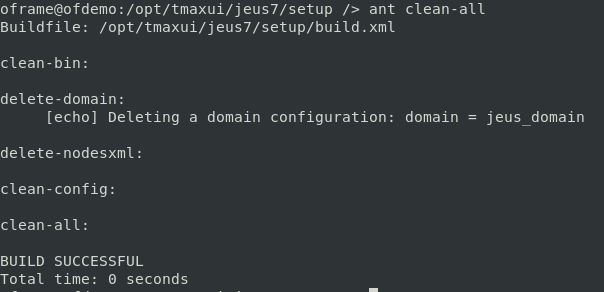 oframe@ofdemo:/opt/tmaxui/jeus7/setup /> ant clean-all
Buildfile: /opt/tmaxui/jeus7/setup/build.xml
clean-bin:
delete-domain:
[echo] Deleting a domain configuration: domain = jeus_domain
delete-nodesxml:
clean-config:
clean-all:
BUILD SUCCESSFUL
Total time: 0 seconds